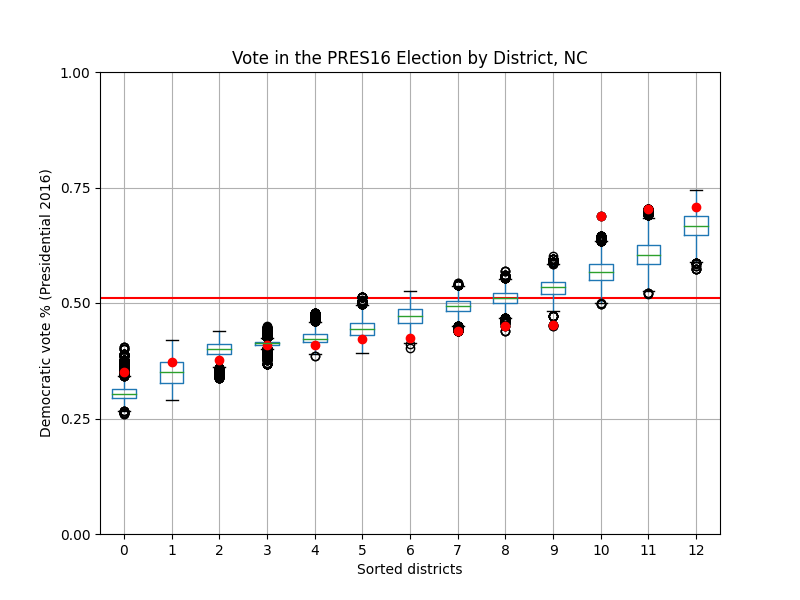 Vote in the PRES16 Election by District, NC
Democratic vote % (Presidential 2016)
1.00
0.75
0.50
0.25
0.00
0 1 2 3 4 5 6 7 8 9 10 11 12
Sorted districts